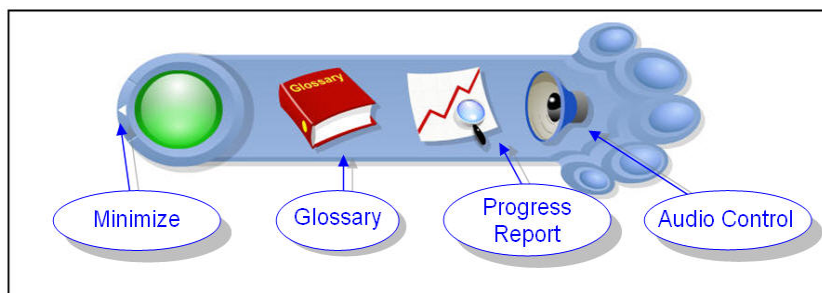 Glossary
Minimize
Glossary
Progress
Report
Audio Control